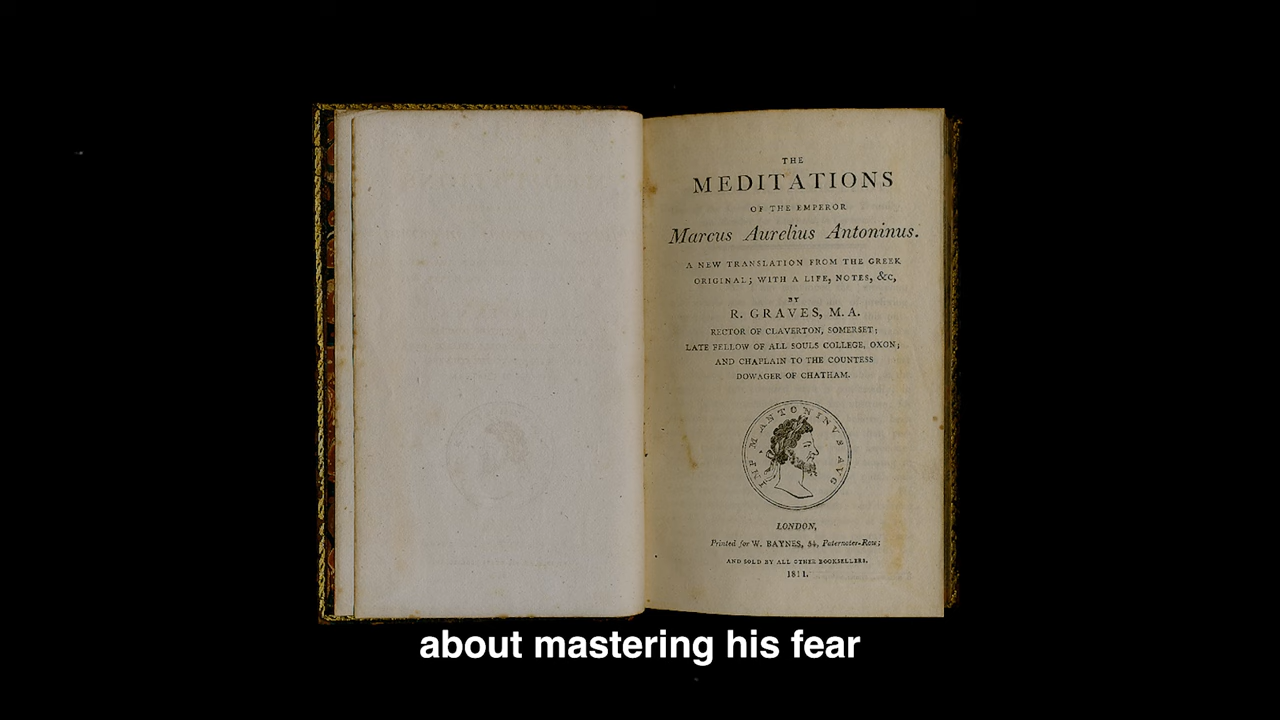 THE
MEDITATIONS
OF THE EMPEROR
Marcus Aurelius Antoninus.
A NEW TRANSLATION FROM THE GREEK
ORIGINAL; WITH A LIFE, NOTES, &C,
BY
R. GRAVES, M.A.
RECTOR OF CLAVERTON, SOMERSET;
LATE FELLOW OF ALL SOULS COLLEGE, OXON;
AND CHAPLAIN TO THE COUNTESS
DOWAGER OF CHATHAM.
IMP M ANTONINVS AVG
LONDON,
Printed for W. BAYNES, 54, Paternoster-Row;
AND SOLD BY ALL OTHER BOOKSELLERS.
1811.
about mastering his fear